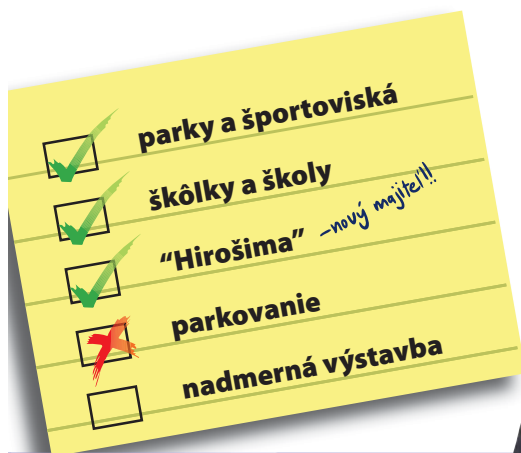 parky a športoviská
škôlky a školy
"Hirošima" -nový majiteľ!!
parkovanie
nadmerná výstavba